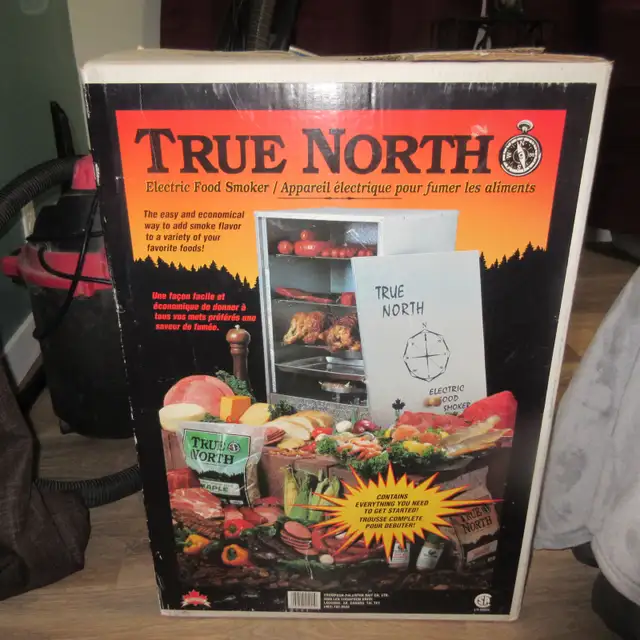 TRUE NORTH
Electric Food Smoker / Appareil électrique pour fumer les aliments
The easy and economical
way to add smoke flavor
to a variety of your
favorite foods!
Une façon facile et
économique de donner à
tous vos mets préférés une
saveur de fumée.
TRUE
NORTH
N
ELECTRIC
FOOD
SMOKER
TRUE
NORTH
MAPLE
CONTAINS
EVERYTHING YOU NEED
TO GET STARTED!
TROUSSE COMPLÈTE
POUR DÉBUTER!
TRUE
NORTH